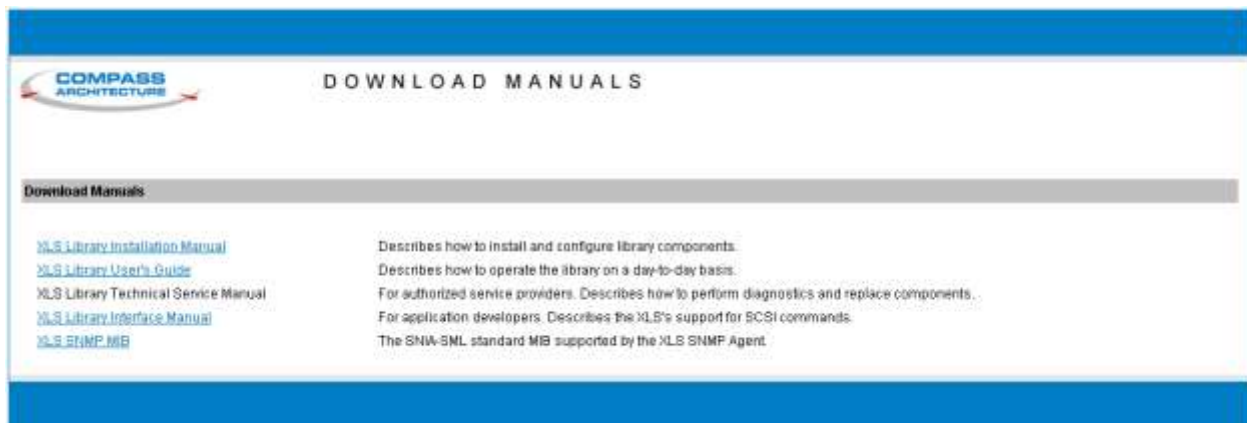 COMPASS
ARCHITECTURE
DOWNLOAD MANUALS
Download Manuals
XLS Library Installation Manual Describes how to install and configure library components.
XLS Library User's Guide Describes how to operate the library on a day-to-day basis.
XLS Library Technical Service Manual For authorized service providers. Describes how to perform diagnostics and replace components.
XLS Library Interface Manual For application developers. Describes the XLS's support for SCSI commands.
XLS SNMP MIB The SNIA-SML standard MIB supported by the XLS SNMP Agent.